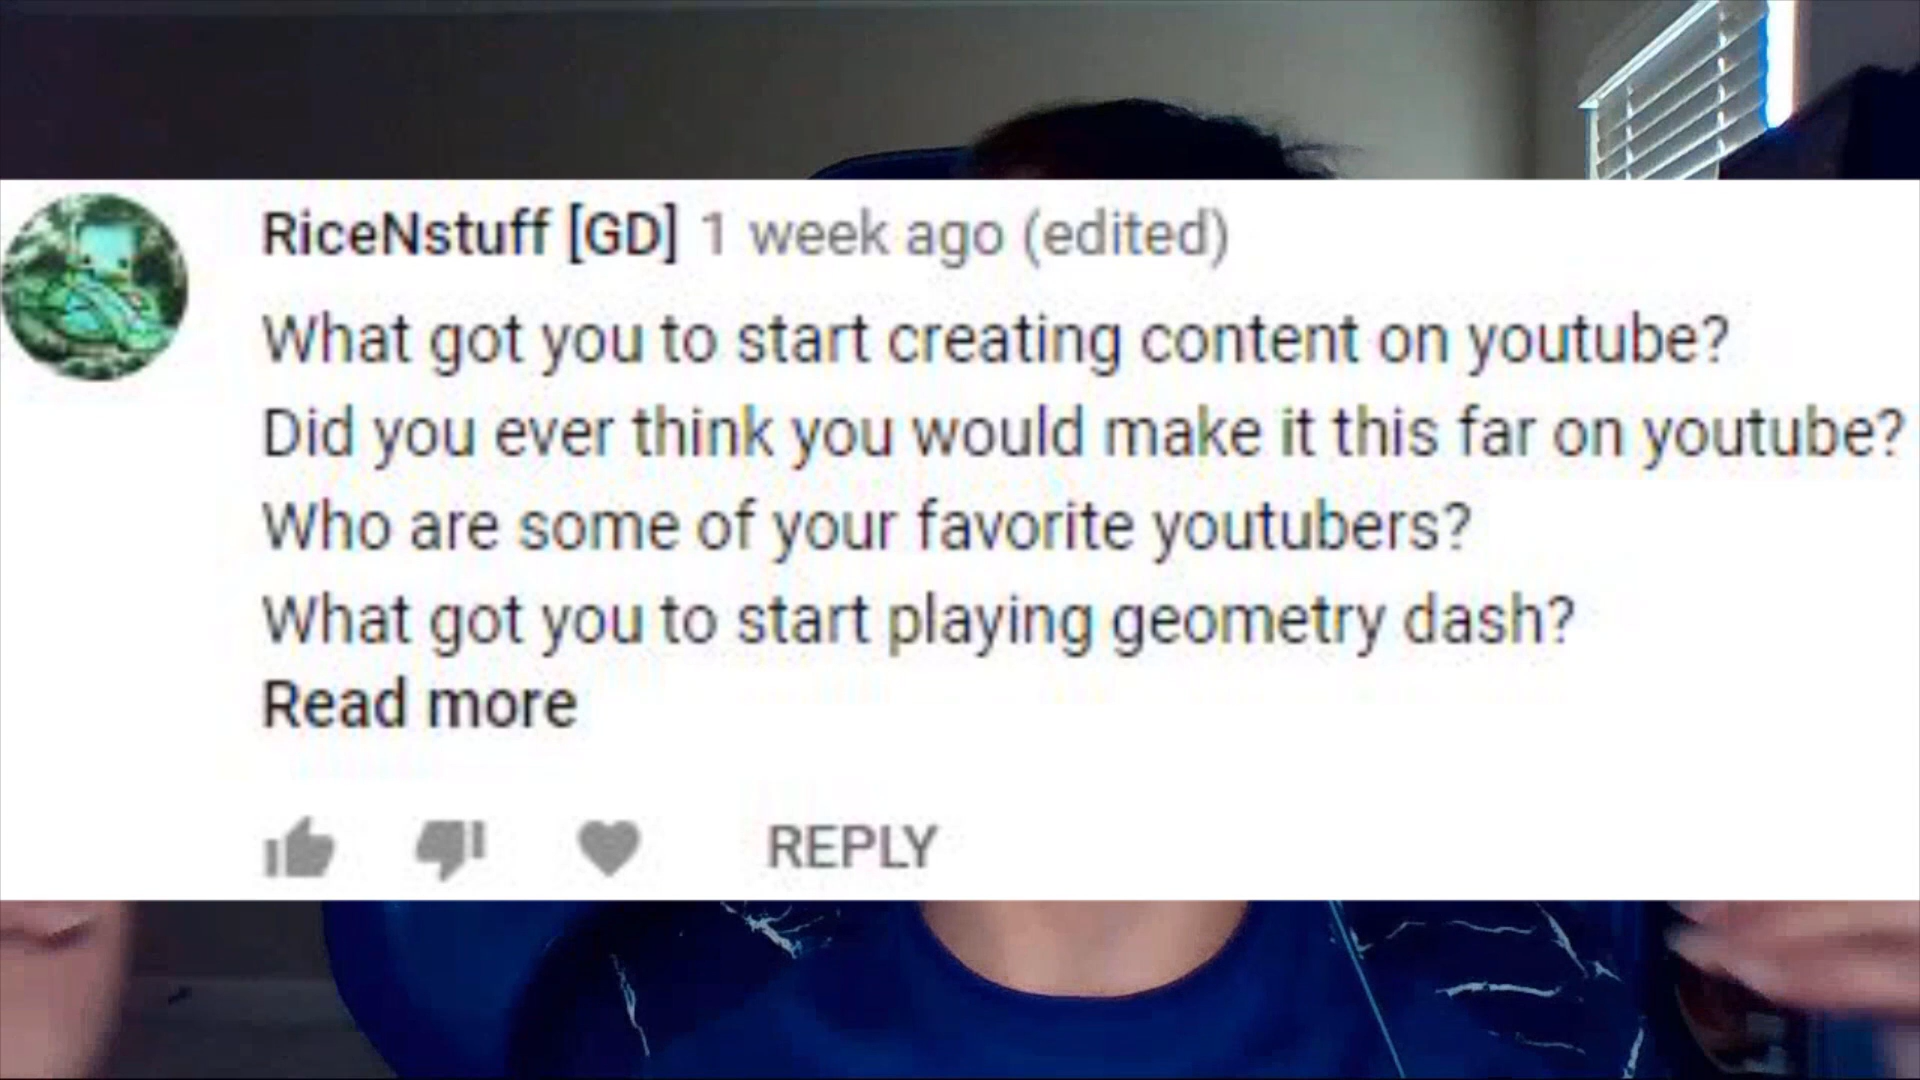 RiceNstuff [GD] 1 week ago (edited)
What got you to start creating content on youtube?
Did you ever think you would make it this far on youtube?
Who are some of your favorite youtubers?
What got you to start playing geometry dash?
Read more
REPLY